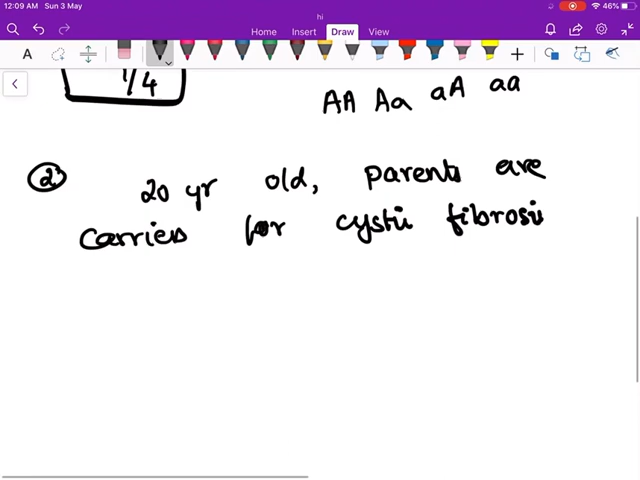 12:09 AM Sun 3 May
46%
hi
Home Insert Draw View
A
1/4
AA Aa aA aa
2 20 yr old, parents are
carries for cystic fibrosis